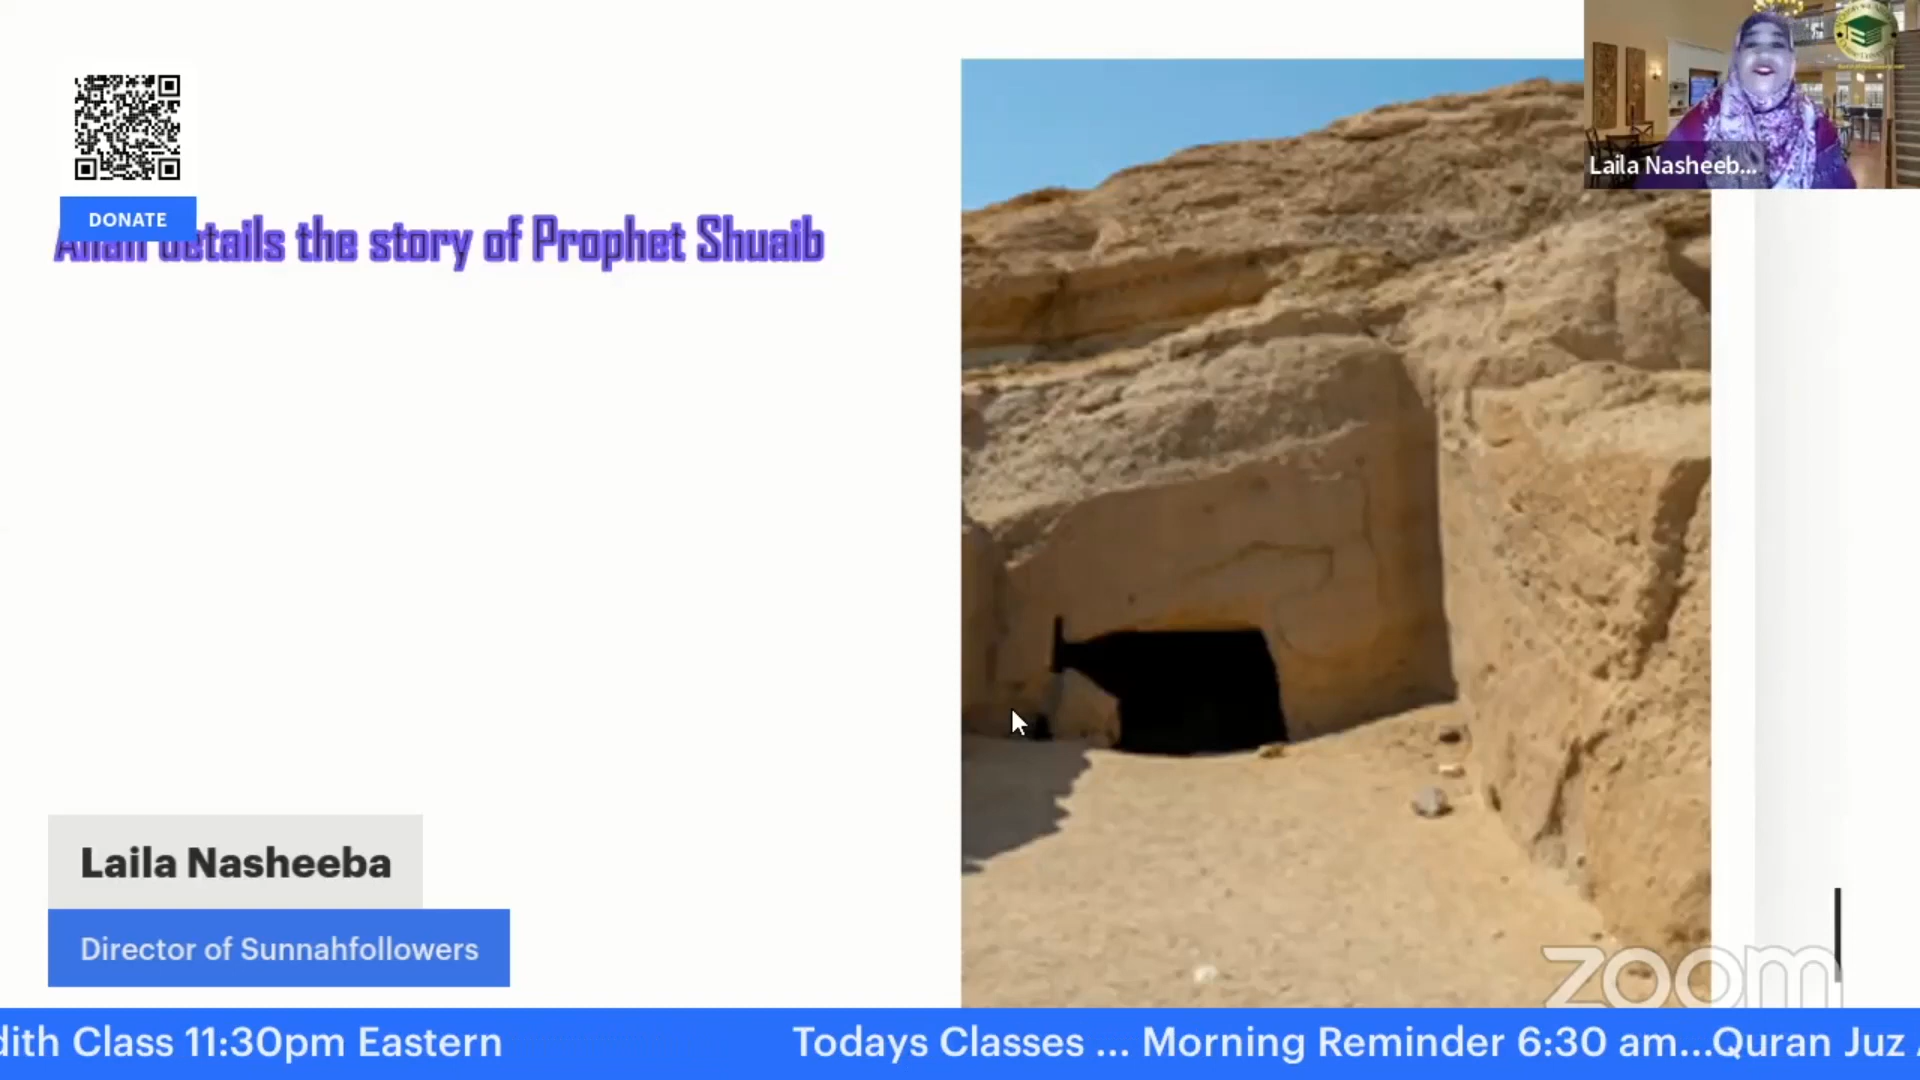 Laila Nasheeb...
DONATE
details the story of Prophet Shuaib
Laila Nasheeba
Director of Sunnahfollowers
zoom
dith Class 11:30pm Eastern Todays Classes ... Morning Reminder 6:30 am...Quran Juz